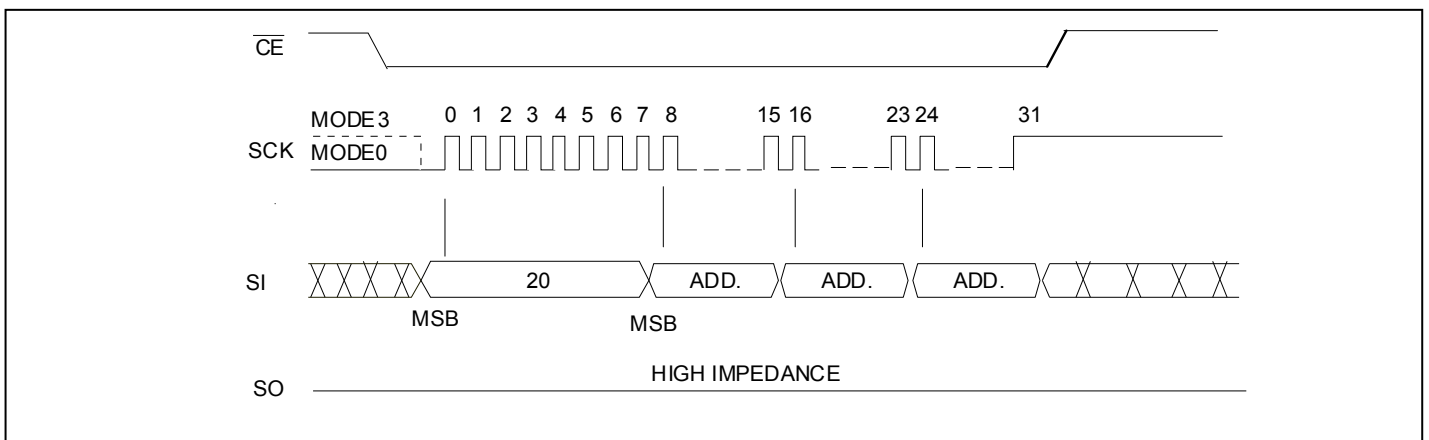 CE
MODE3 0 1 2 3 4 5 6 7 8 15 16 23 24 31
SCK MODE0
SI 20 ADD. ADD. ADD.
MSB MSB
HIGH IMPEDANCE
SO